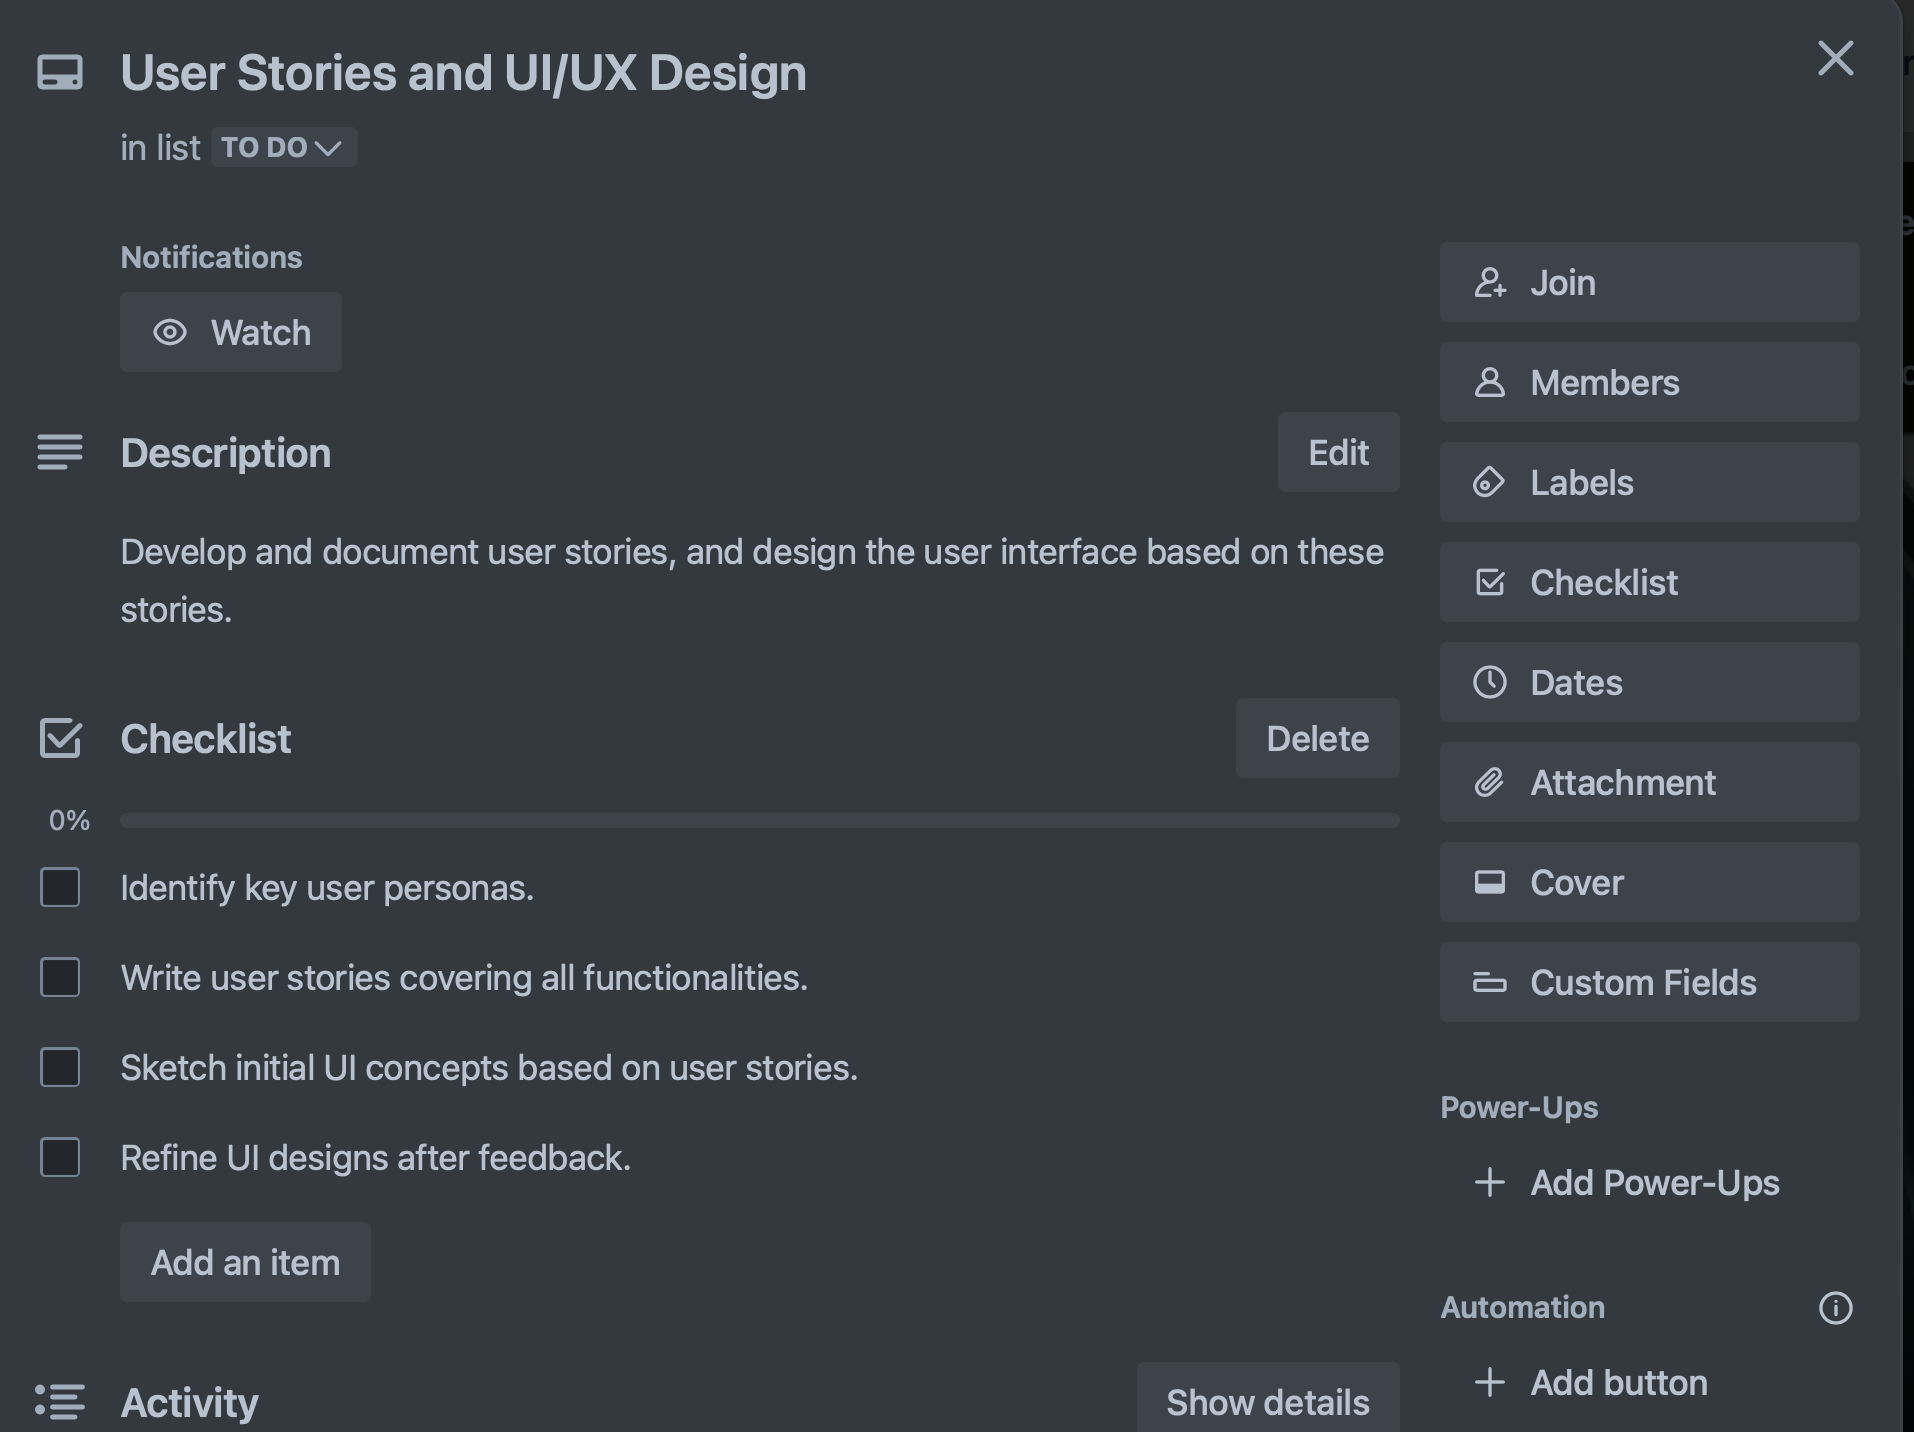 User Stories and UI/UX Design
in list TO DO
Notifications
Watch
Description
Edit
Develop and document user stories, and design the user interface based on these
stories.
Checklist
Delete
0%
Identify key user personas.
Write user stories covering all functionalities.
Sketch initial UI concepts based on user stories.
Refine UI designs after feedback.
Add an item
Activity
Show details
Join
Members
Labels
Checklist
Dates
Attachment
Cover
Custom Fields
Power-Ups
Add Power-Ups
Automation
Add button